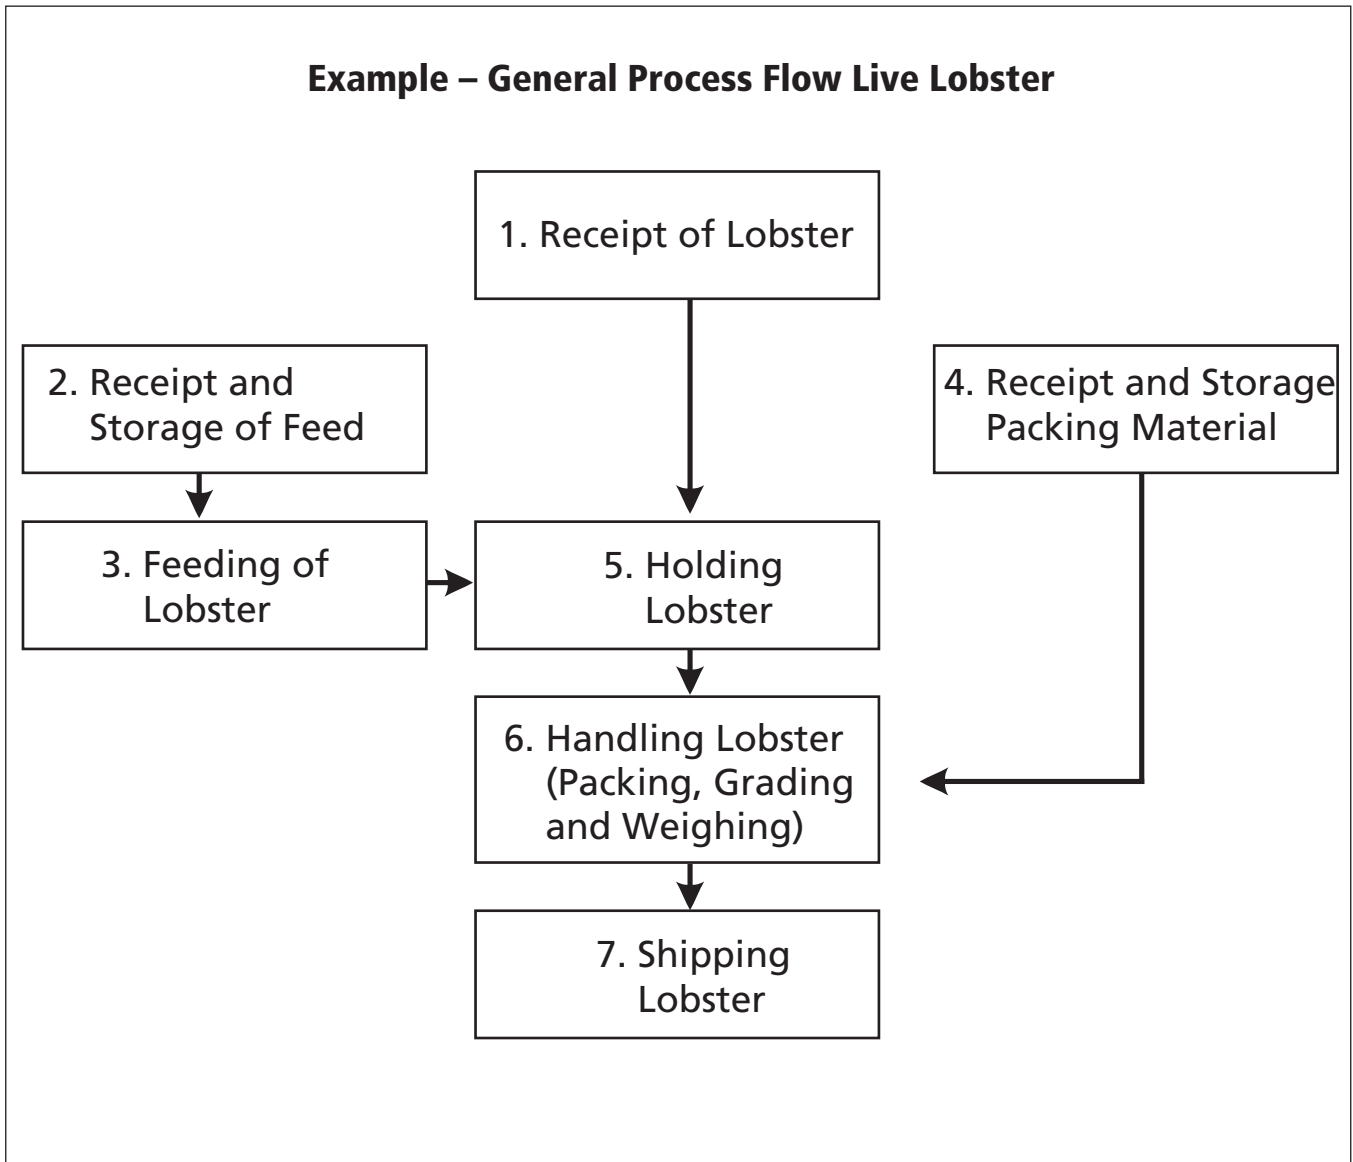 Example – General Process Flow Live Lobster
1. Receipt of Lobster
2. Receipt and
Storage of Feed
4. Receipt and Storage
Packing Material
3. Feeding of
Lobster
5. Holding
Lobster
6. Handling Lobster
(Packing, Grading
and Weighing)
7. Shipping
Lobster